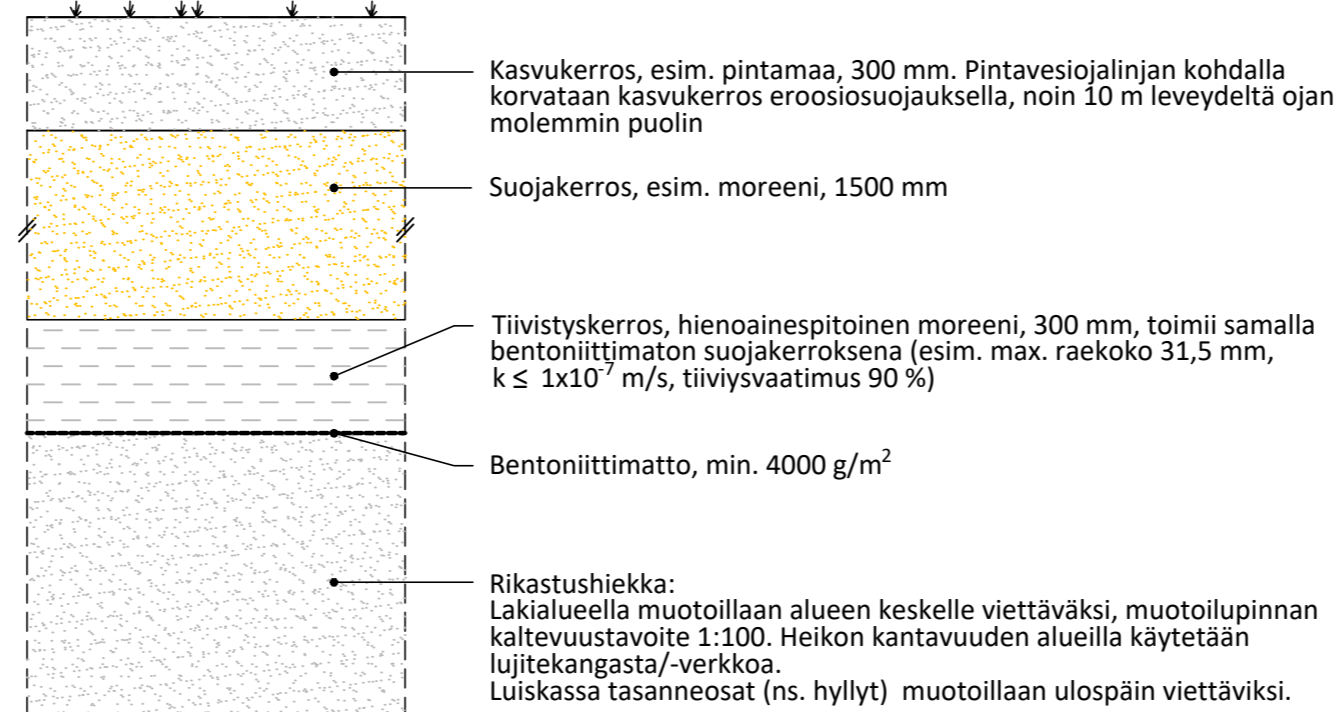 Kasvukerros, esim. pintamaa, 300 mm. Pintavesiojalinjan kohdalla
korvataan kasvukerros eroosiosuojauksella, noin 10 m leveydeltä ojan
molemmin puolin
Suojakerros, esim. moreeni, 1500 mm
Tiivistyskerros, hienoainespitoinen moreeni, 300 mm, toimii samalla
bentoniittimaton suojakerroksena (esim. max. raekoko 31,5 mm,
k ≤ 1x10⁻⁷ m/s, tiiviysvaatimus 90 %)
Bentoniittimatto, min. 4000 g/m²
Rikastushiekka:
Lakialueella muotoillaan alueen keskelle viettäväksi, muotoilupinnan
kaltevuustavoite 1:100. Heikon kantavuuden alueilla käytetään
lujitekangasta/-verkkoa.
Luiskassa tasanneosat (ns. hyllyt) muotoillaan ulospäin viettäviksi.